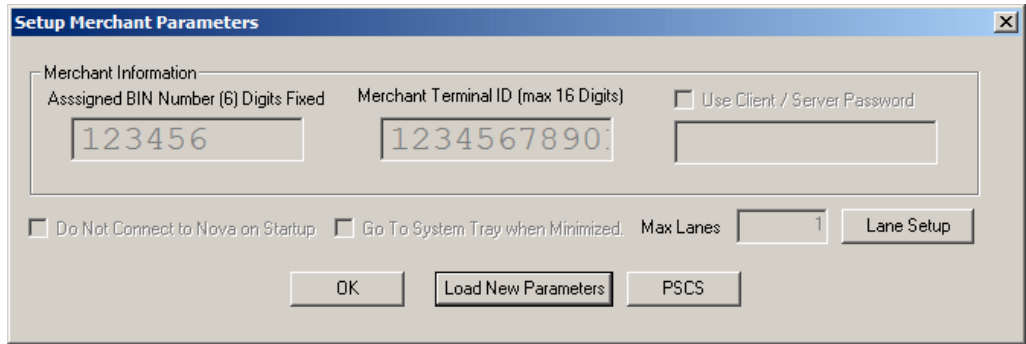 Setup Merchant Parameters
Merchant Information
Asssigned BIN Number (6) Digits Fixed
Merchant Terminal ID (max 16 Digits)
Use Client / Server Password
123456
12345678901
Do Not Connect to Nova on Startup
Go To System Tray when Minimized.
Max Lanes
1
Lane Setup
OK
Load New Parameters
PSCS